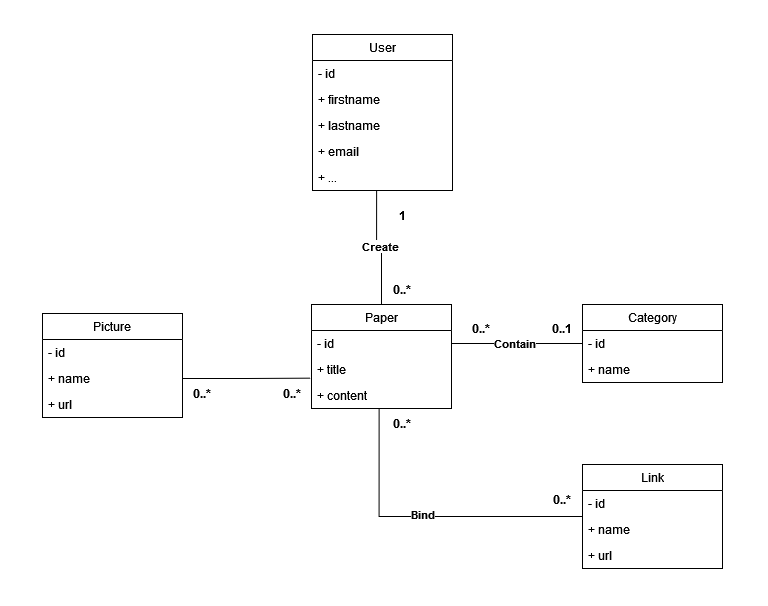 User
- id
+ firstname
+ lastname
+ email
+ ...
1
Create
0..*
Picture
- id
+ name
+ url
0..*
0..*
Paper
- id
+ title
+ content
0..*
Contain
0..1
Category
- id
+ name
0..*
Bind
0..*
Link
- id
+ name
+ url